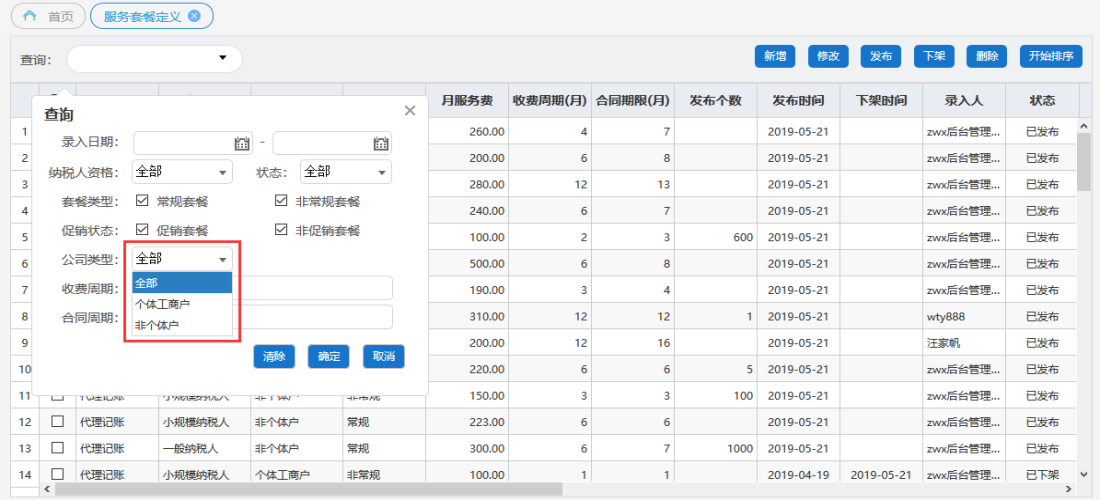 首页 服务套餐定义
查询: 新增 修改 发布 下架 删除 开始排序
月服务费 收费周期(月) 合同期限(月) 发布个数 发布时间 下架时间 录入人 状态
查询
录入日期: -
纳税人资格: 全部 状态: 全部
套餐类型: 常规套餐 非常规套餐
促销状态: 促销套餐 非促销套餐
公司类型: 全部
全部
个体工商户
非个体户
收费周期:
合同周期:
清除 确定 取消
1 260.00 4 7 2019-05-21 zwx后台管理... 已发布
2 200.00 6 8 2019-05-21 zwx后台管理... 已发布
3 280.00 12 13 2019-05-21 zwx后台管理... 已发布
4 240.00 6 7 2019-05-21 zwx后台管理... 已发布
5 100.00 2 3 600 2019-05-21 zwx后台管理... 已发布
6 500.00 6 8 2019-05-21 zwx后台管理... 已发布
7 190.00 3 4 2019-05-21 zwx后台管理... 已发布
8 310.00 12 12 1 2019-05-21 wty888 已发布
9 200.00 12 16 2019-05-21 汪家帆 已发布
10 220.00 6 6 5 2019-05-21 zwx后台管理... 已发布
11 代理记账 小规模纳税人 非个体户 常规 150.00 3 3 100 2019-05-21 zwx后台管理... 已发布
12 代理记账 小规模纳税人 非个体户 常规 223.00 6 6 2019-05-21 zwx后台管理... 已发布
13 代理记账 一般纳税人 非个体户 常规 300.00 6 7 1000 2019-05-21 zwx后台管理... 已发布
14 代理记账 小规模纳税人 个体工商户 非常规 100.00 1 1 2019-04-19 2019-05-21 zwx后台管理... 已下架